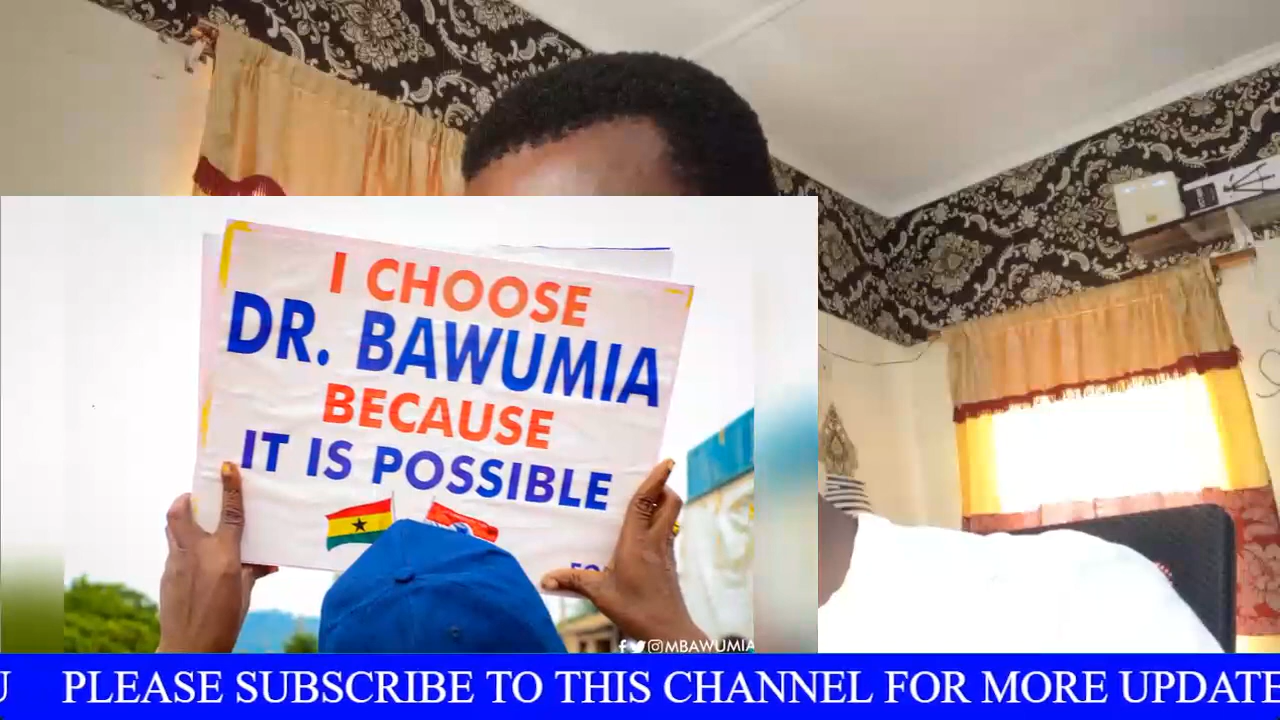 I CHOOSE
DR. BAWUMIA
BECAUSE
IT IS POSSIBLE
MBAWUMIA
PLEASE SUBSCRIBE TO THIS CHANNEL FOR MORE UPDATE